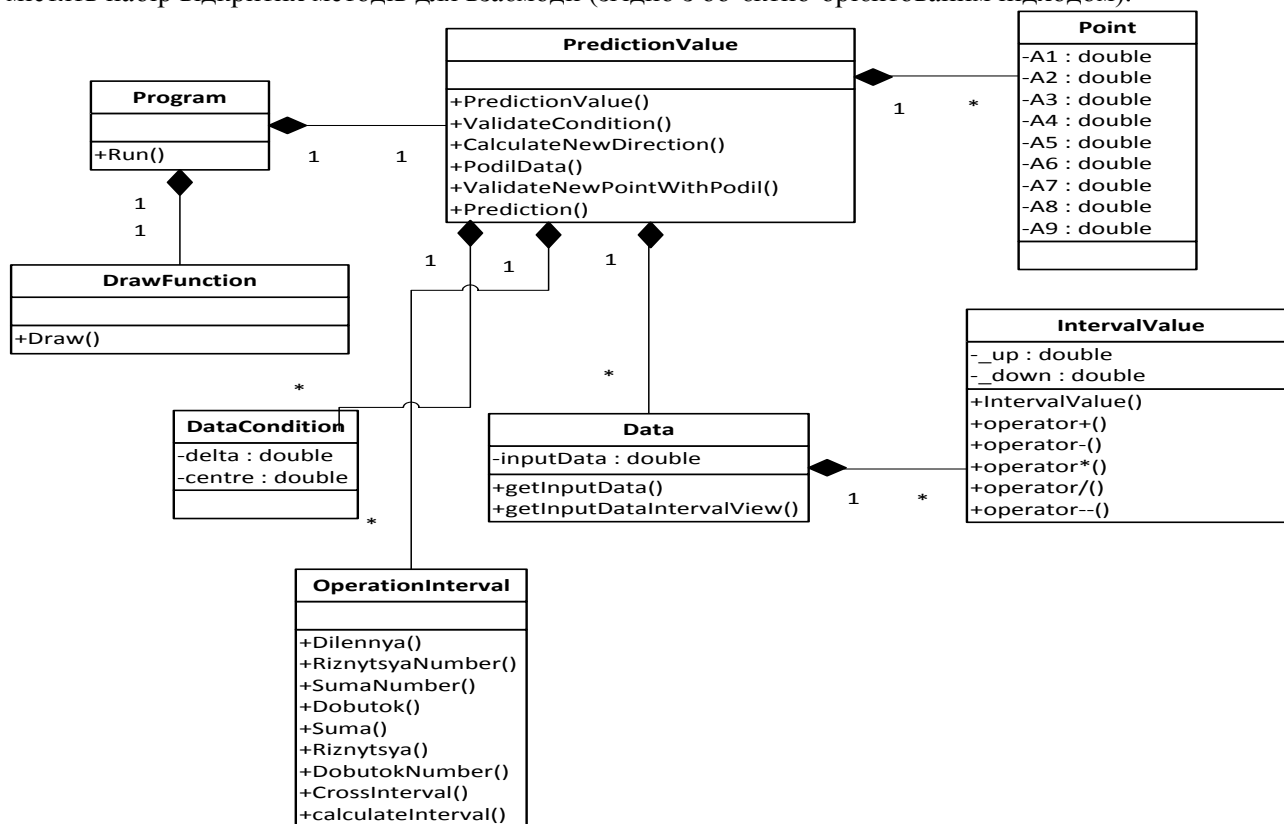 PredictionValue
+PredictionValue()
+ValidateCondition()
+CalculateNewDirection()
+PodilData()
+ValidateNewPointWithPodil()
+Prediction()
Point
-A1 : double
-A2 : double
-A3 : double
-A4 : double
-A5 : double
-A6 : double
-A7 : double
-A8 : double
-A9 : double
1
*
Program
+Run()
1
1
1
1
DrawFunction
+Draw()
1
1
1
*
*
*
DataCondition
-delta : double
-centre : double
Data
-inputData : double
+getInputData()
+getInputDataIntervalView()
1
*
IntervalValue
-_up : double
-_down : double
+IntervalValue()
+operator+()
+operator-()
+operator*()
+operator/()
+operator--()
OperationInterval
+Dilennya()
+RiznytsyaNumber()
+SumaNumber()
+Dobutok()
+Suma()
+Riznytsya()
+DobutokNumber()
+CrossInterval()
+calculateInterval()